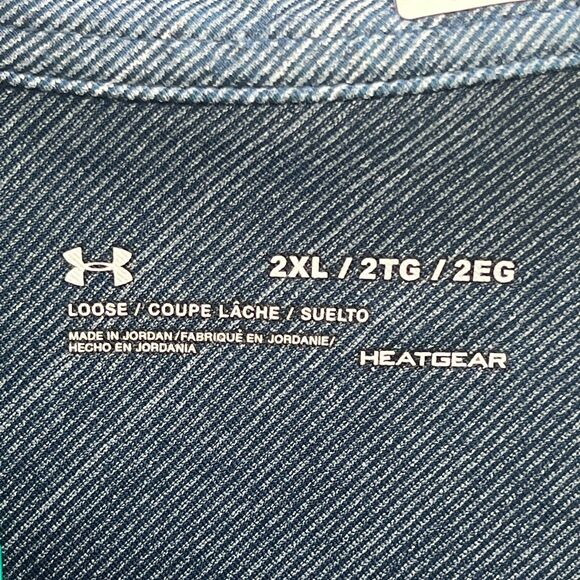 2XL / 2TG / 2EG
LOOSE / COUPE LÂCHE / SUELTO
MADE IN JORDAN / FABRIQUÉ EN JORDANIE /
HECHO EN JORDANIA
HEATGEAR